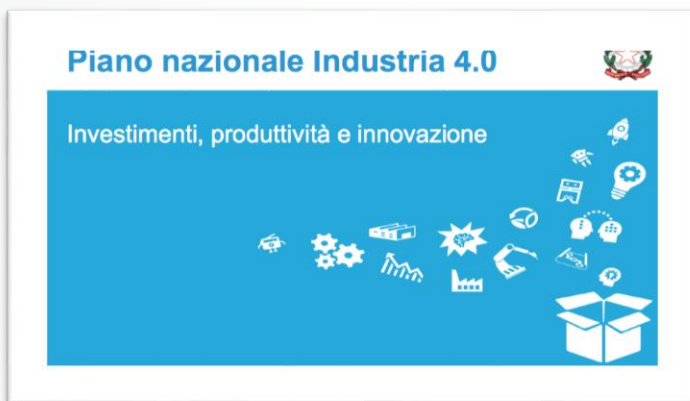 Piano nazionale Industria 4.0
Investimenti, produttività e innovazione